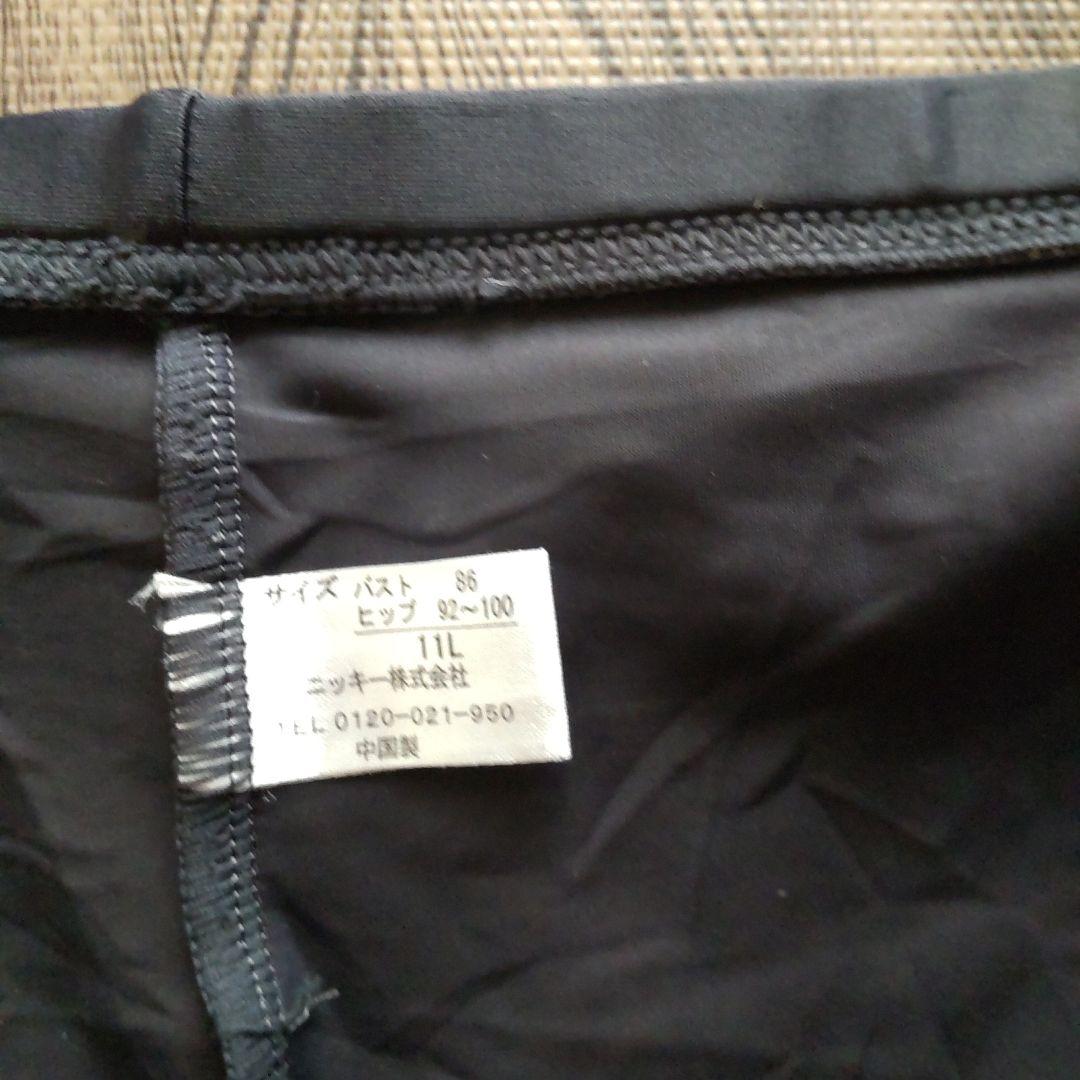 サイズ バスト 86
ヒップ 92~100
11L
ニッキー株式会社
TEL 0120-021-950
中国製